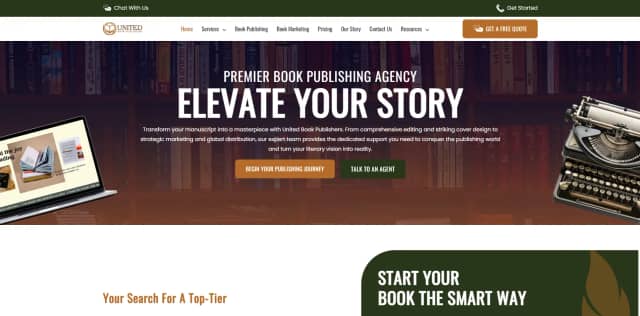 Chat With Us
Get Started
UNITED
Home
Services
Book Publishing
Book Marketing
Pricing
Our Story
Contact Us
Resources
GET A FREE QUOTE
PREMIER BOOK PUBLISHING AGENCY
ELEVATE YOUR STORY
Transform your manuscript into a masterpiece with United Book Publishers. From comprehensive editing and striking cover design to
strategic marketing and global distribution, our expert team provides the dedicated support you need to conquer the publishing world
and turn your literary vision into reality.
BEGIN YOUR PUBLISHING JOURNEY
TALK TO AN AGENT
START YOUR
BOOK THE SMART WAY
Your Search For A Top-Tier